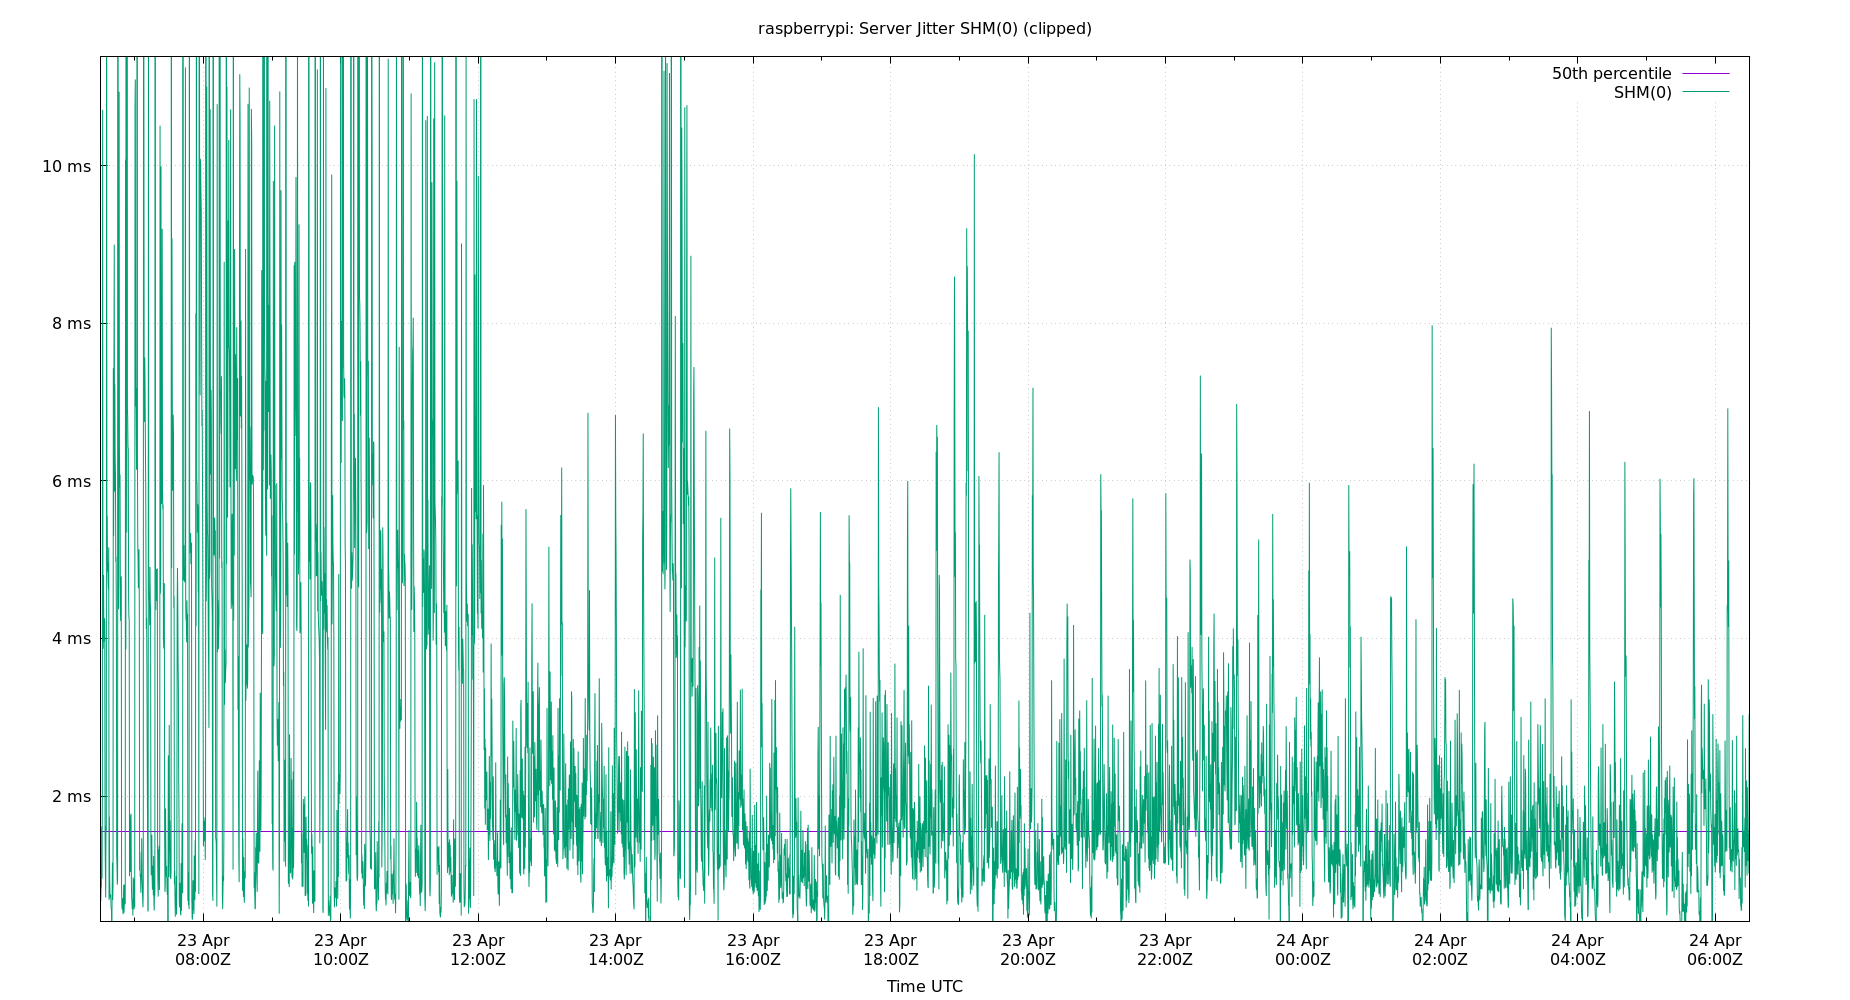 raspberrypi: Server Jitter SHM(0) (clipped)
50th percentile
SHM(0)
10 ms
8 ms
6 ms
4 ms
2 ms
23 Apr 23 Apr 23 Apr 23 Apr 23 Apr 23 Apr 23 Apr 23 Apr 24 Apr 24 Apr 24 Apr 24 Apr
08:00Z 10:00Z 12:00Z 14:00Z 16:00Z 18:00Z 20:00Z 22:00Z 00:00Z 02:00Z 04:00Z 06:00Z
Time UTC